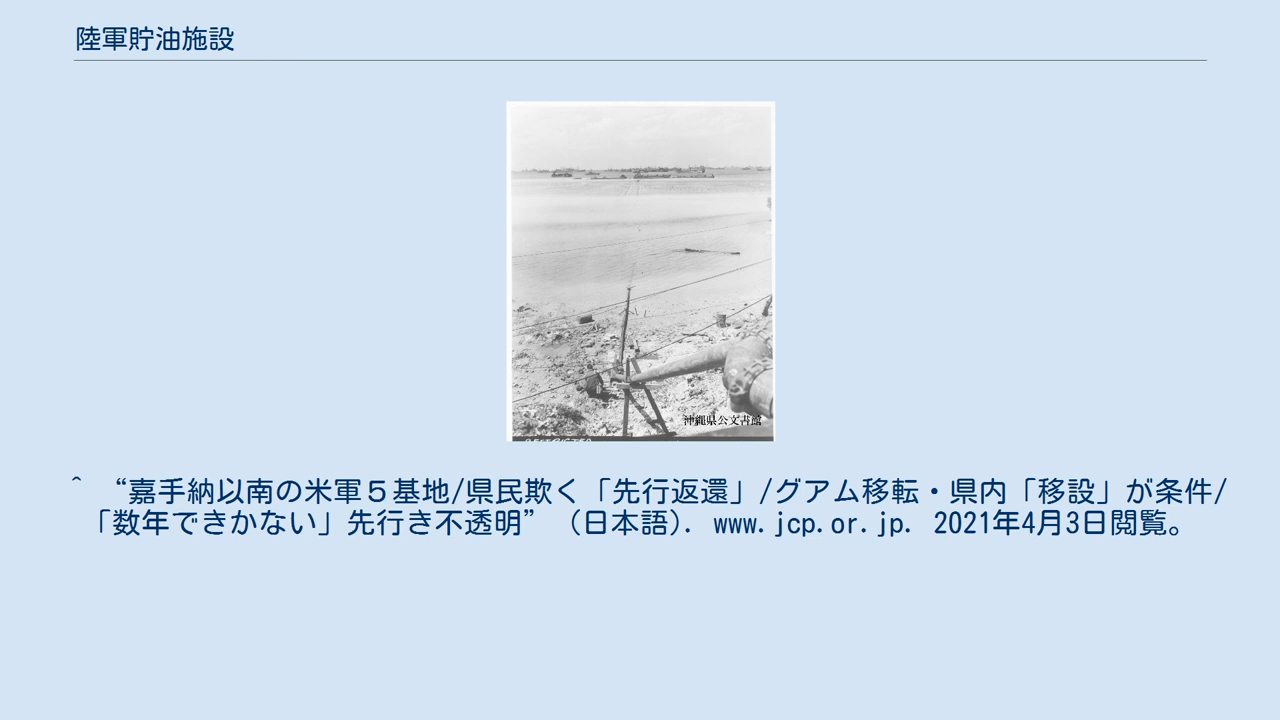 陸軍貯油施設
沖縄県公文書館
^ “嘉手納以南の米軍５基地/県民欺く「先行返還」/グアム移転・県内「移設」が条件/
「数年できかない」先行き不透明” （日本語). www.jcp.or.jp. 2021年4月3日閲覧。